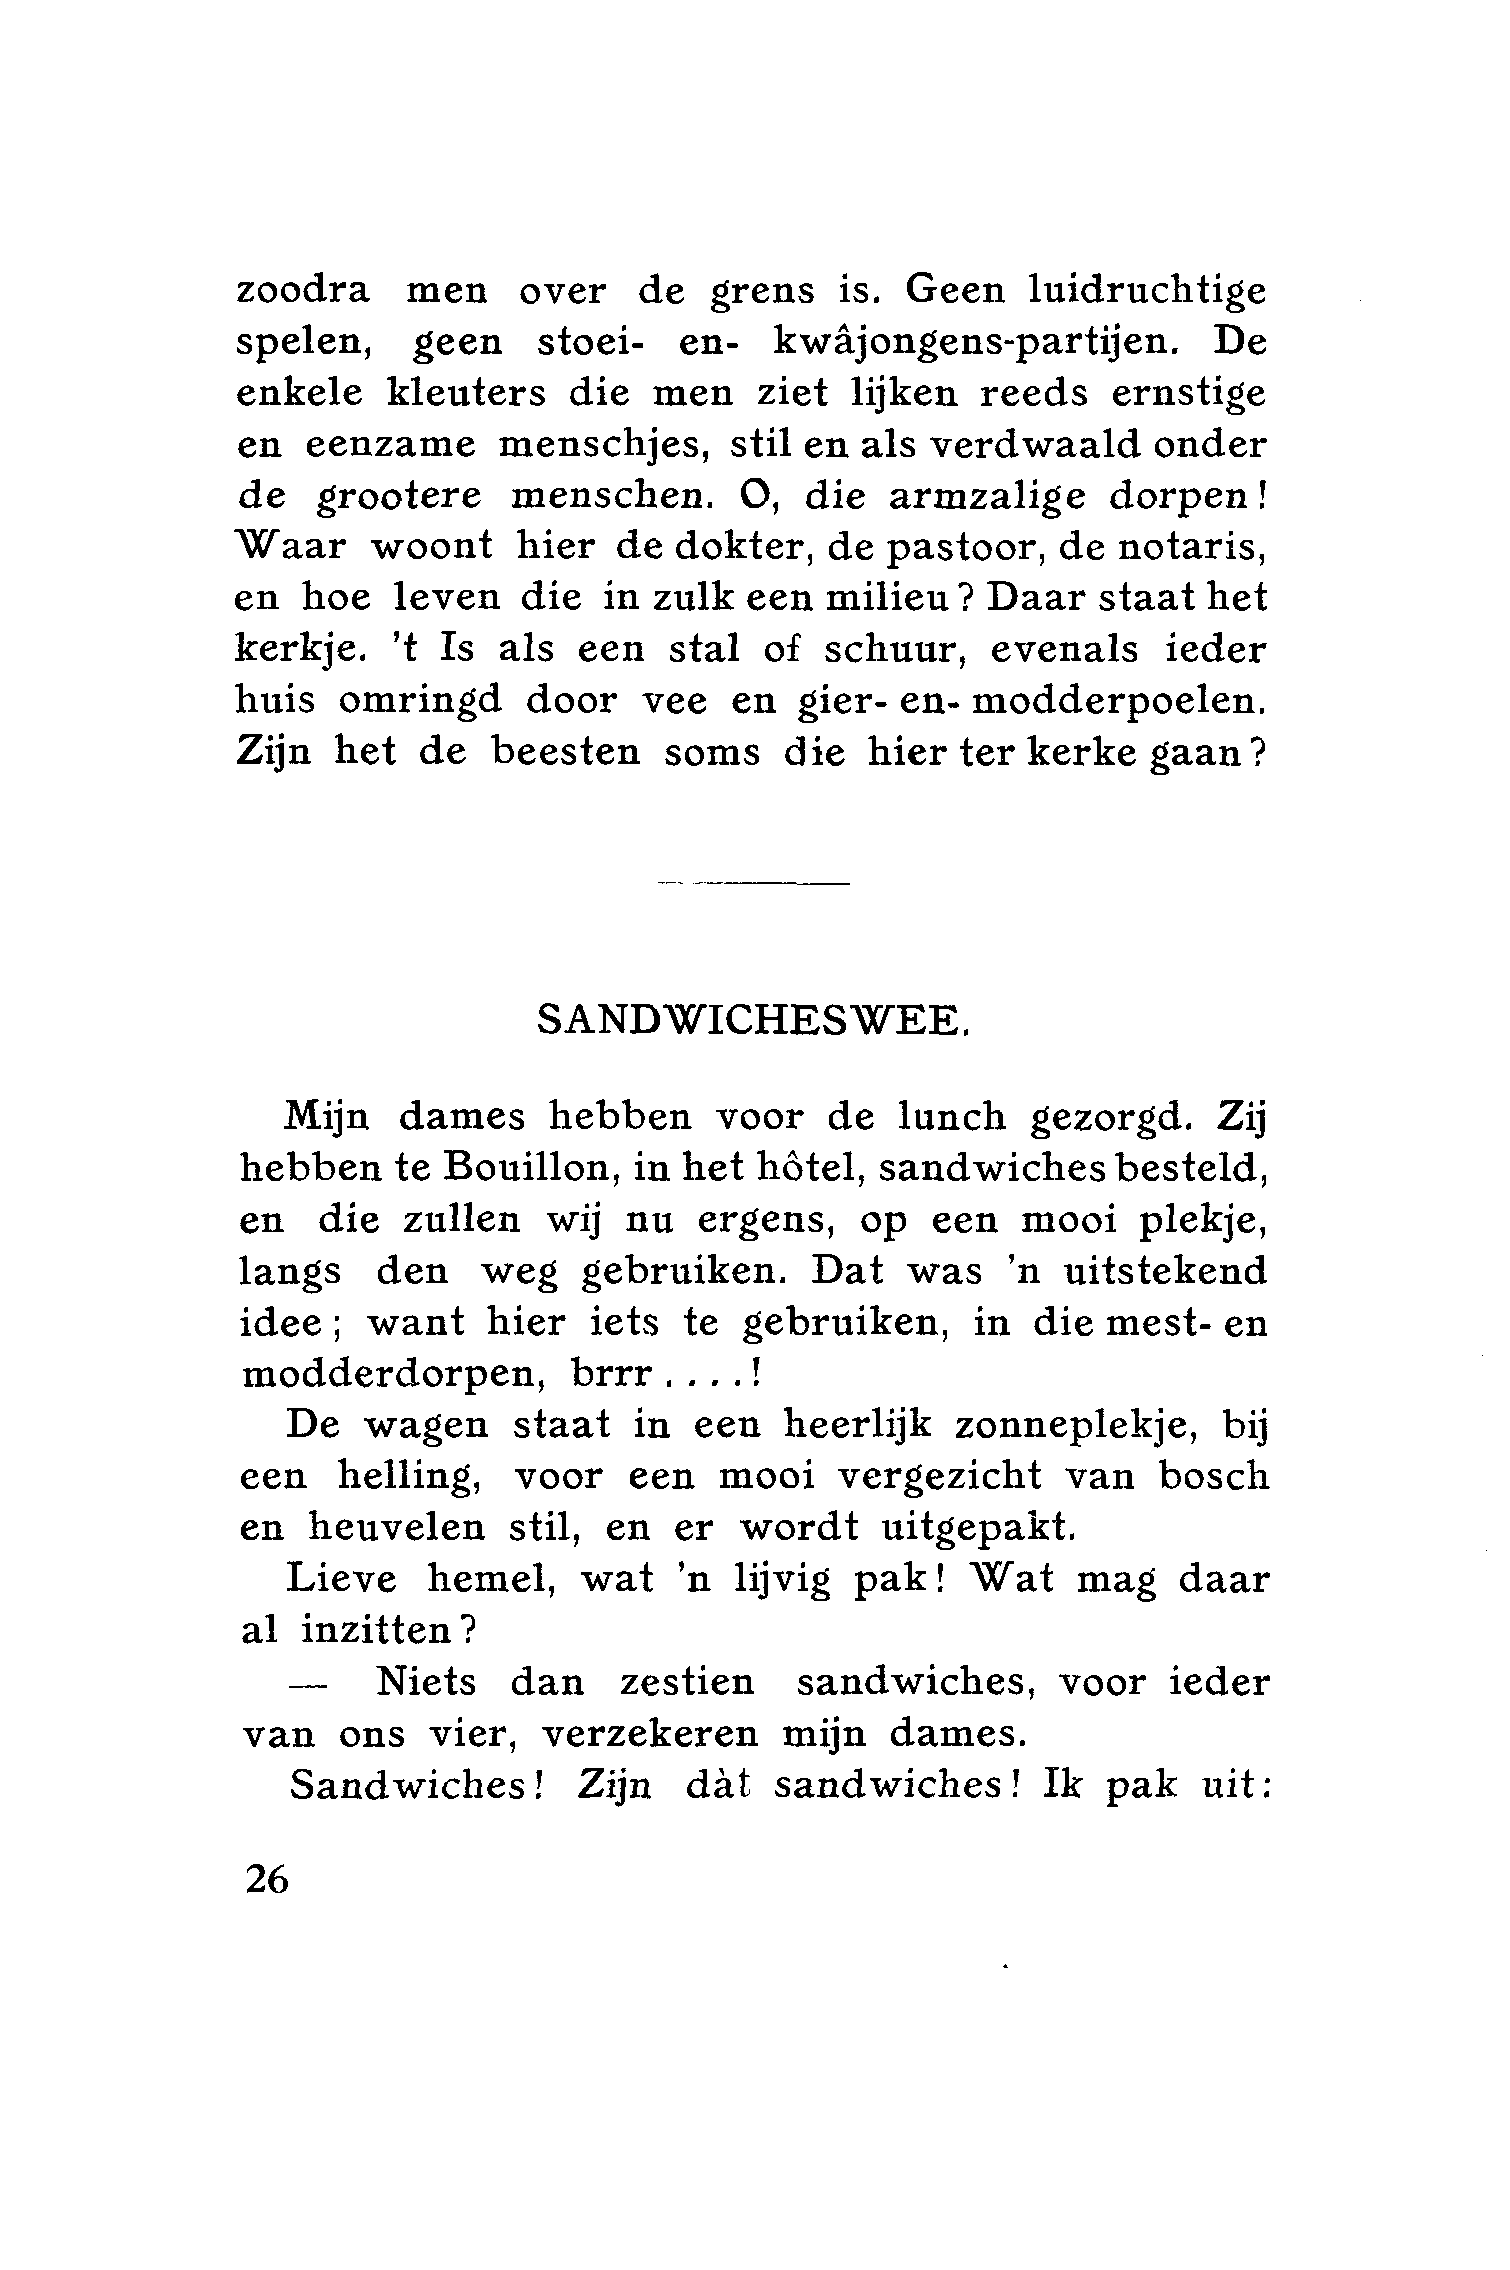 zoodra men over de grens is. Geen luidruchtige
spelen, geen stoei- en- kwâjongens-partijen. De
enkele kleuters die men ziet lijken reeds ernstige
en eenzame menschjes, stil en als verdwaald onder
de grootere menschen. O, die armzalige dorpen!
Waar woont hier de dokter, de pastoor, de notaris,
en hoe leven die in zulk een milieu? Daar staat het
kerkje. 't Is als een stal of schuur, evenals ieder
huis omringd door vee en gier- en- modderpoelen.
Zijn het de beesten soms die hier ter kerke gaan?
SANDWICHESWEE.
Mijn dames hebben voor de lunch gezorgd. Zij
hebben te Bouillon, in het hôtel, sandwiches besteld,
en die zullen wij nu ergens, op een mooi plekje,
langs den weg gebruiken. Dat was 'n uitstekend
idee; want hier iets te gebruiken, in die mest- en
modderdorpen, brrr....!
De wagen staat in een heerlijk zonneplekje, bij
een helling, voor een mooi vergezicht van bosch
en heuvelen stil, en er wordt uitgepakt.
Lieve hemel, wat 'n lijvig pak! Wat mag daar
al inzitten?
— Niets dan zestien sandwiches, voor ieder
van ons vier, verzekeren mijn dames.
Sandwiches! Zijn dàt sandwiches! Ik pak uit:
26